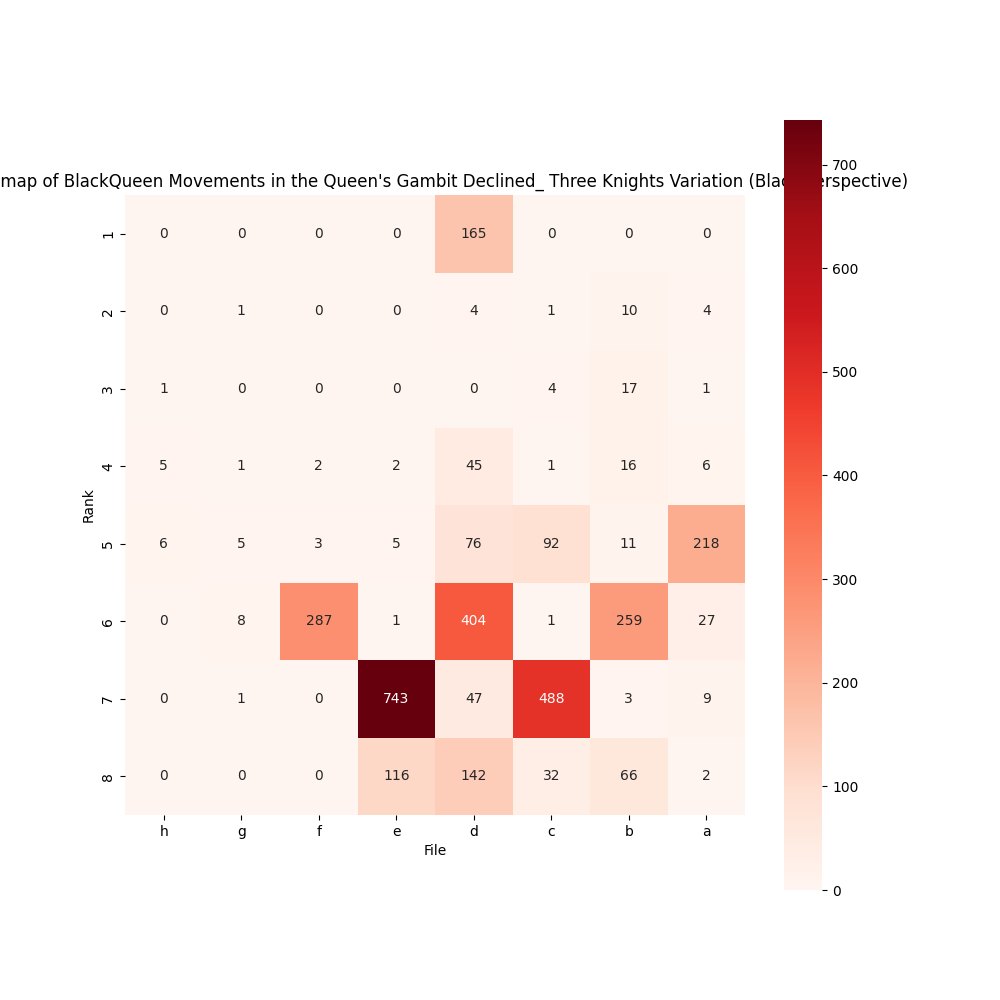 map of BlackQueen Movements in the Queen's Gambit Declined_ Three Knights Variation (Bla erspective)
700
600
500
400
300
200
100
0
Rank
1 0 0 0 0 165 0 0 0
2 0 1 0 0 4 1 10 4
3 1 0 0 0 0 4 17 1
4 5 1 2 2 45 1 16 6
5 6 5 3 5 76 92 11 218
6 0 8 287 1 404 1 259 27
7 0 1 0 743 47 488 3 9
8 0 0 0 116 142 32 66 2
h g f e d c b a
File